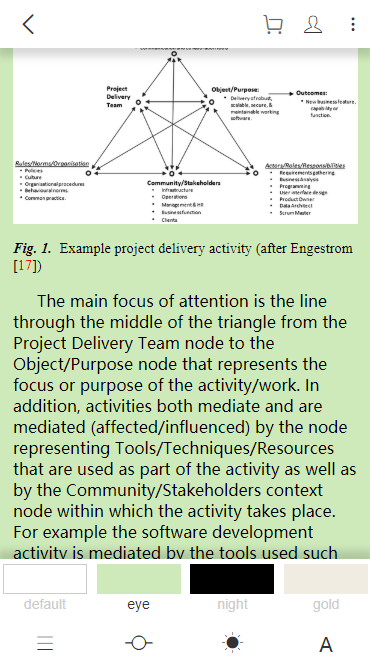 Project
Delivery
Team
Object/Purpose:
• Delivery of robust,
scalable, secure, &
maintainable working
software.
Outcomes:
• New business feature,
capability or
function.
Rules/Norms/Organisation
• Policies
• Culture
• Organisational procedures
• Behavioural norms
• Common practice.
Community/Stakeholders
• Infrastructure
• Operations
• Management & HR
• Business function
• Clients
Actors/Roles/Responsibilities
• Requirements gathering
• Business Analysis
• Programming
• User interface design
• Product Owner
• Data Architect
• Scrum Master
Fig. 1. Example project delivery activity (after Engestrom
[17])
The main focus of attention is the line
through the middle of the triangle from the
Project Delivery Team node to the
Object/Purpose node that represents the
focus or purpose of the activity/work. In
addition, activities both mediate and are
mediated (affected/influenced) by the node
representing Tools/Techniques/Resources
that are used as part of the activity as well as
by the Community/Stakeholders context
node within which the activity takes place.
For example the software development
activity is mediated by the tools used such
default
eye
night
gold
A